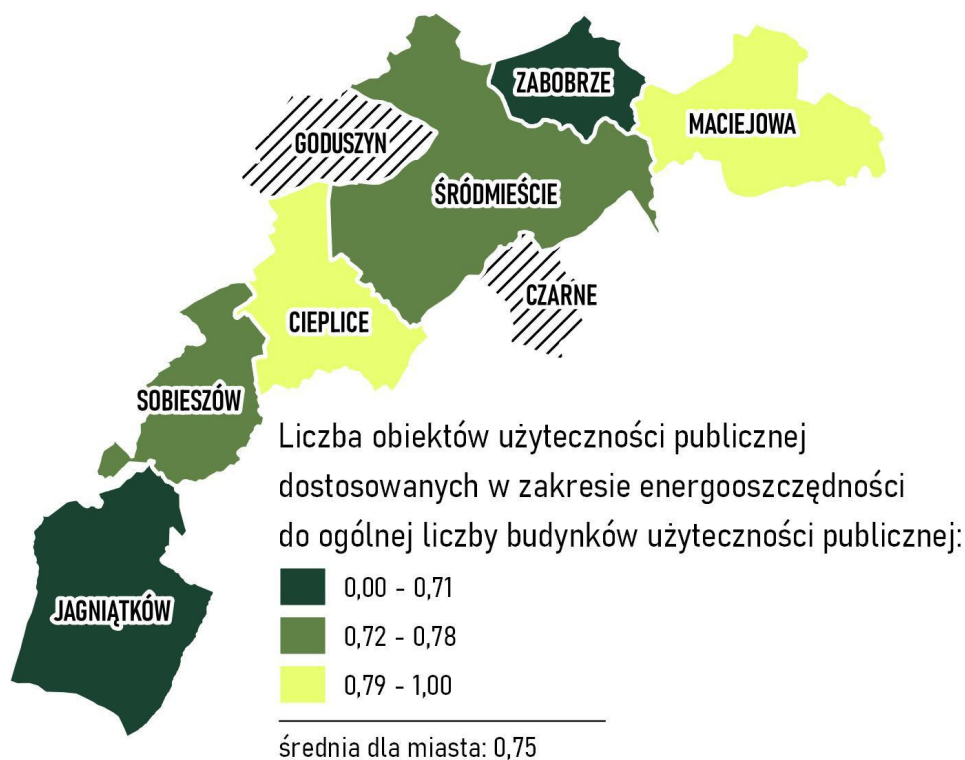 ZABOBRZE
MACIEJOWA
GODUSZYN
ŚRÓDMIEŚCIE
CZARNE
CIEPLICE
SOBIESZÓW
JAGNIĄTKÓW
Liczba obiektów użyteczności publicznej
dostosowanych w zakresie energooszczędności
do ogólnej liczby budynków użyteczności publicznej:
0,00 - 0,71
0,72 - 0,78
0,79 - 1,00
średnia dla miasta: 0,75